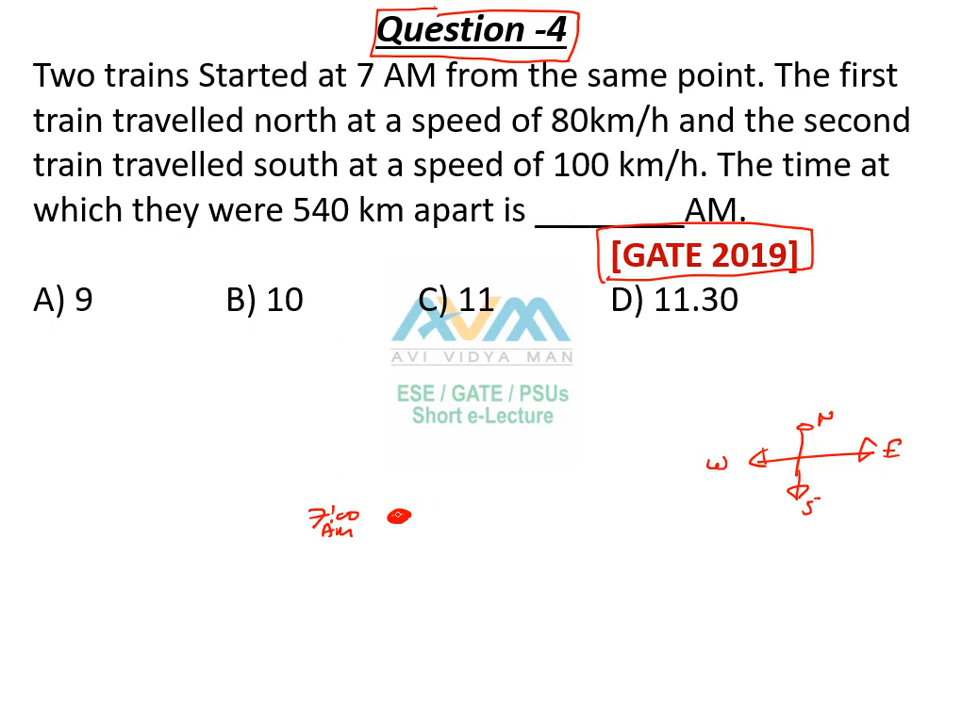 Question -4
Two trains Started at 7 AM from the same point. The first
train travelled north at a speed of 80km/h and the second
train travelled south at a speed of 100 km/h. The time at
which they were 540 km apart is ________AM.
[GATE 2019]
A) 9 B) 10 C) 11 D) 11.30
AVM
AVI VIDYA MAN
ESE / GATE / PSUs
Short e-Lecture
N
W E
S
7:00
AM